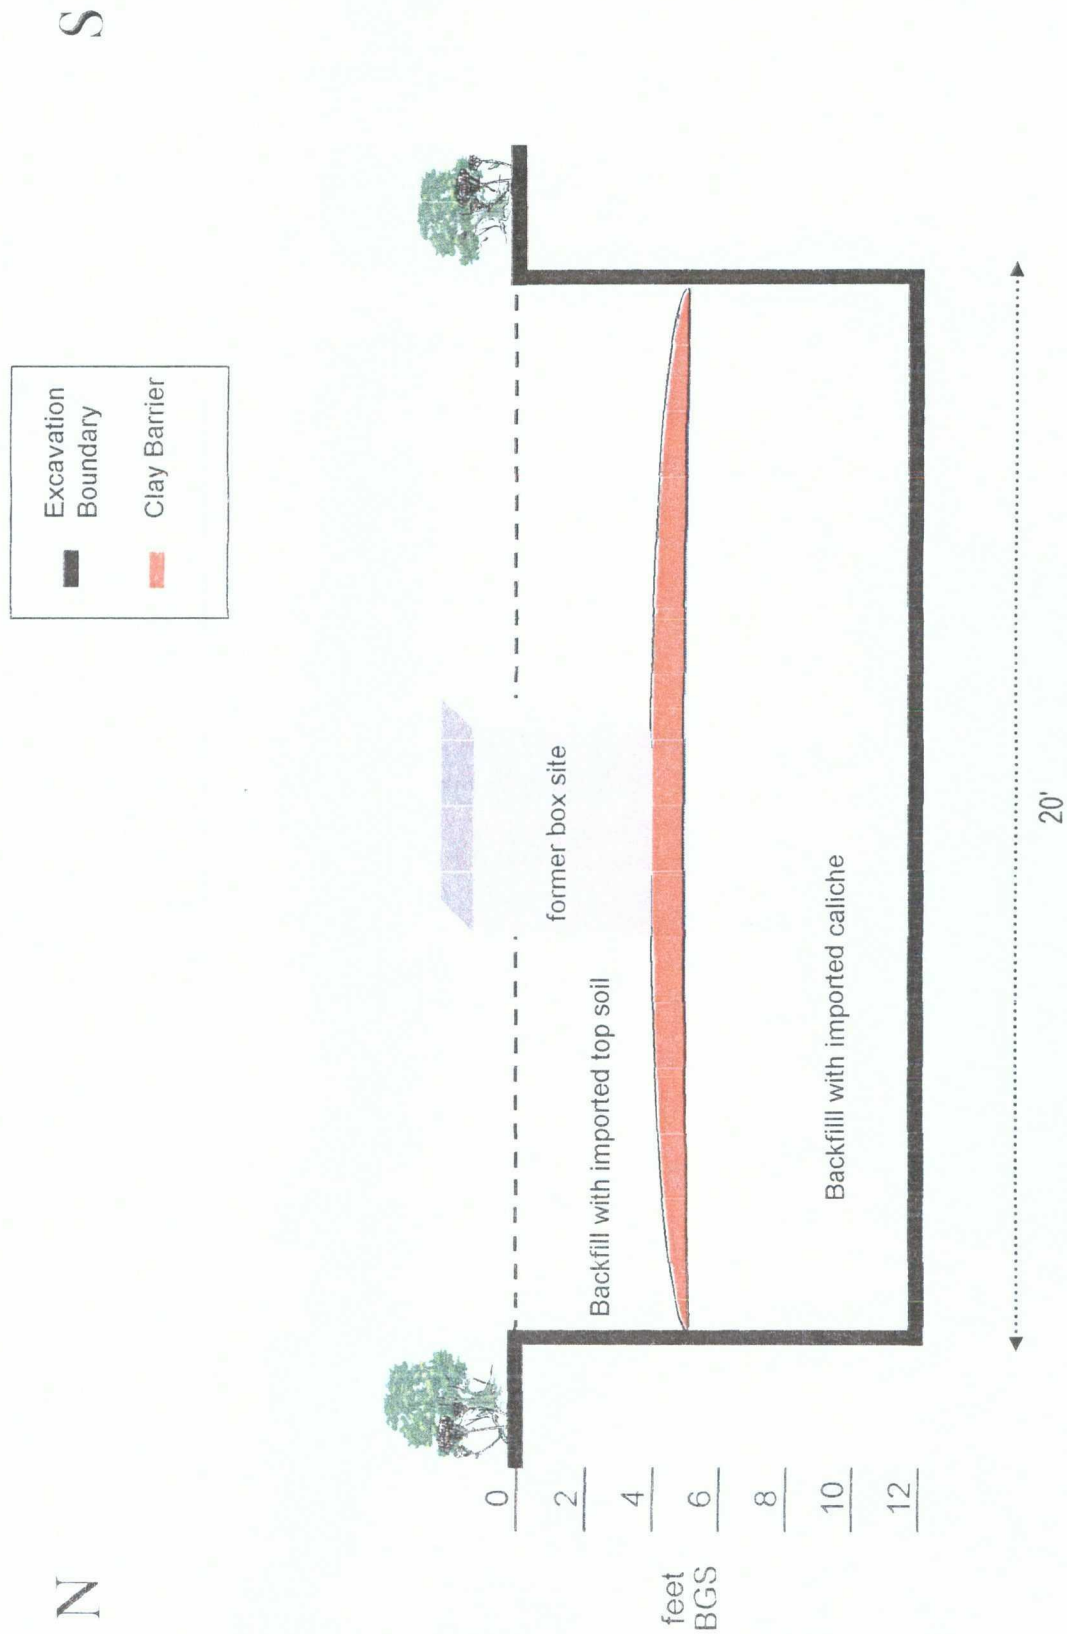 N
S
Excavation
Boundary
Clay Barrier
former box site
Backfill with imported top soil
Backfilll with imported caliche
feet
BGS
0
2
4
6
8
10
12
20'